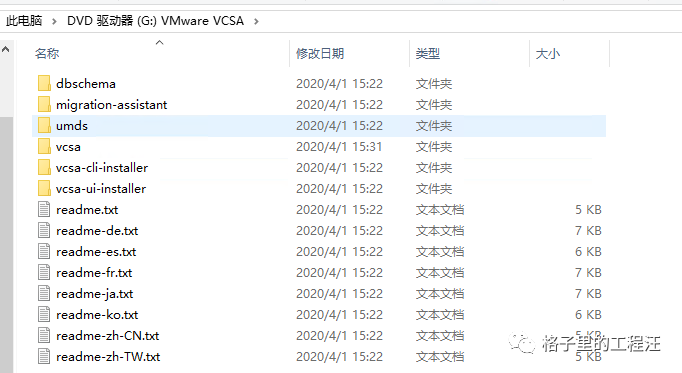 此电脑 > DVD 驱动器 (G:) VMware VCSA >
名称 修改日期 类型 大小
dbschema 2020/4/1 15:22 文件夹
migration-assistant 2020/4/1 15:22 文件夹
umds 2020/4/1 15:22 文件夹
vcsa 2020/4/1 15:31 文件夹
vcsa-cli-installer 2020/4/1 15:22 文件夹
vcsa-ui-installer 2020/4/1 15:22 文件夹
readme.txt 2020/4/1 15:22 文本文档 5 KB
readme-de.txt 2020/4/1 15:22 文本文档 7 KB
readme-es.txt 2020/4/1 15:22 文本文档 6 KB
readme-fr.txt 2020/4/1 15:22 文本文档 7 KB
readme-ja.txt 2020/4/1 15:22 文本文档 7 KB
readme-ko.txt 2020/4/1 15:22 文本文档 6 KB
readme-zh-CN.txt 2020/4/1 15:22 文本文档 5 KB
格子里的工程汪
readme-zh-TW.txt 2020/4/1 15:22 文本文档 5 KB